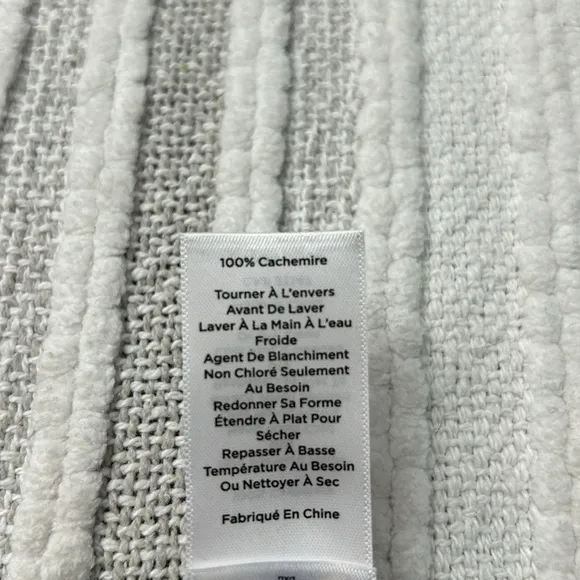 100% Cachemire
Tourner À L'envers
Avant De Laver
Laver À La Main À L'eau
Froide
Agent De Blanchiment
Non Chloré Seulement
Au Besoin
Redonner Sa Forme
Étendre À Plat Pour
Sécher
Repasser À Basse
Température Au Besoin
Ou Nettoyer À Sec
Fabriqué En Chine